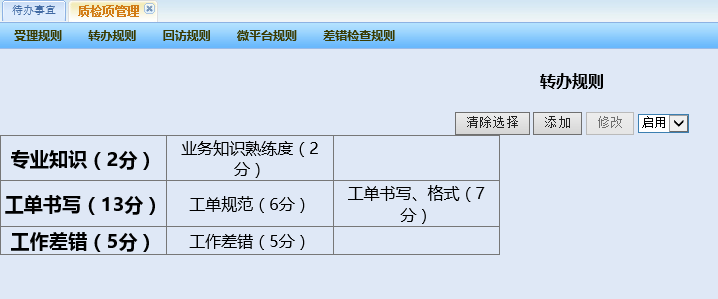 待办事宜 质检项管理
受理规则 转办规则 回访规则 微平台规则 差错检查规则
转办规则
清除选择 添加 修改 启用
专业知识（2分） 业务知识熟练度（2
分）
工单书写（13分） 工单规范（6分） 工单书写、格式（7
分）
工作差错（5分） 工作差错（5分）